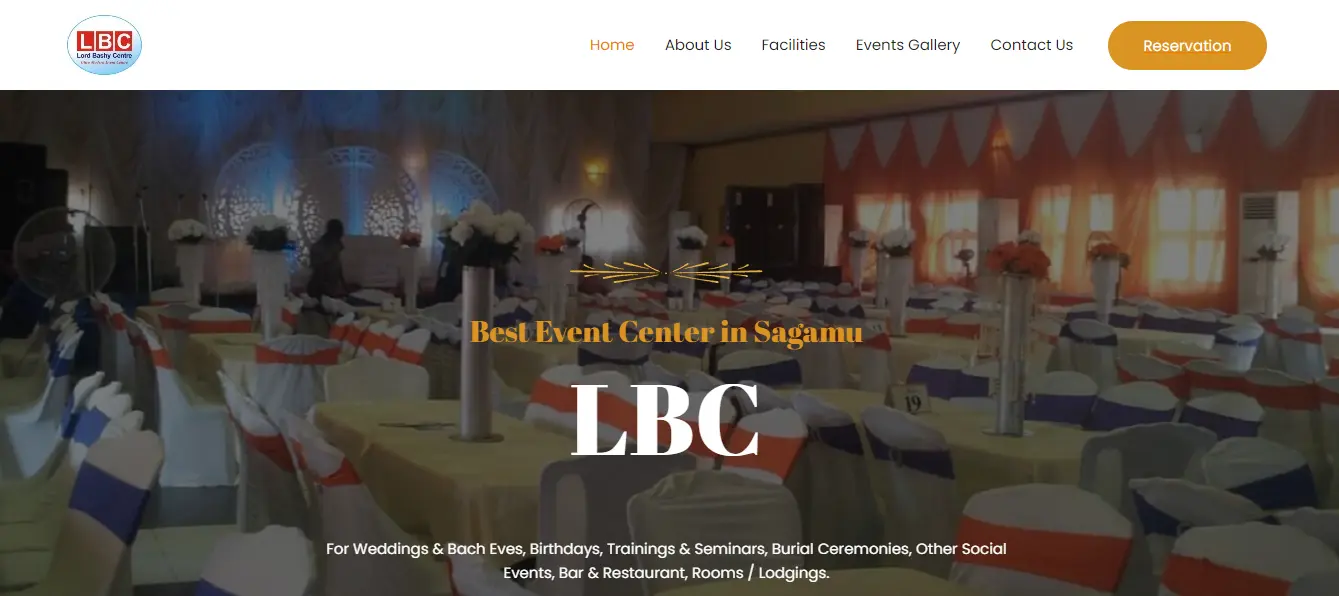 LBC
Lord Bashy Centre
Home
About Us
Facilities
Events Gallery
Contact Us
Reservation
Best Event Center in Sagamu
LBC
19
For Weddings & Bach Eves, Birthdays, Trainings & Seminars, Burial Ceremonies, Other Social
Events, Bar & Restaurant, Rooms / Lodgings.